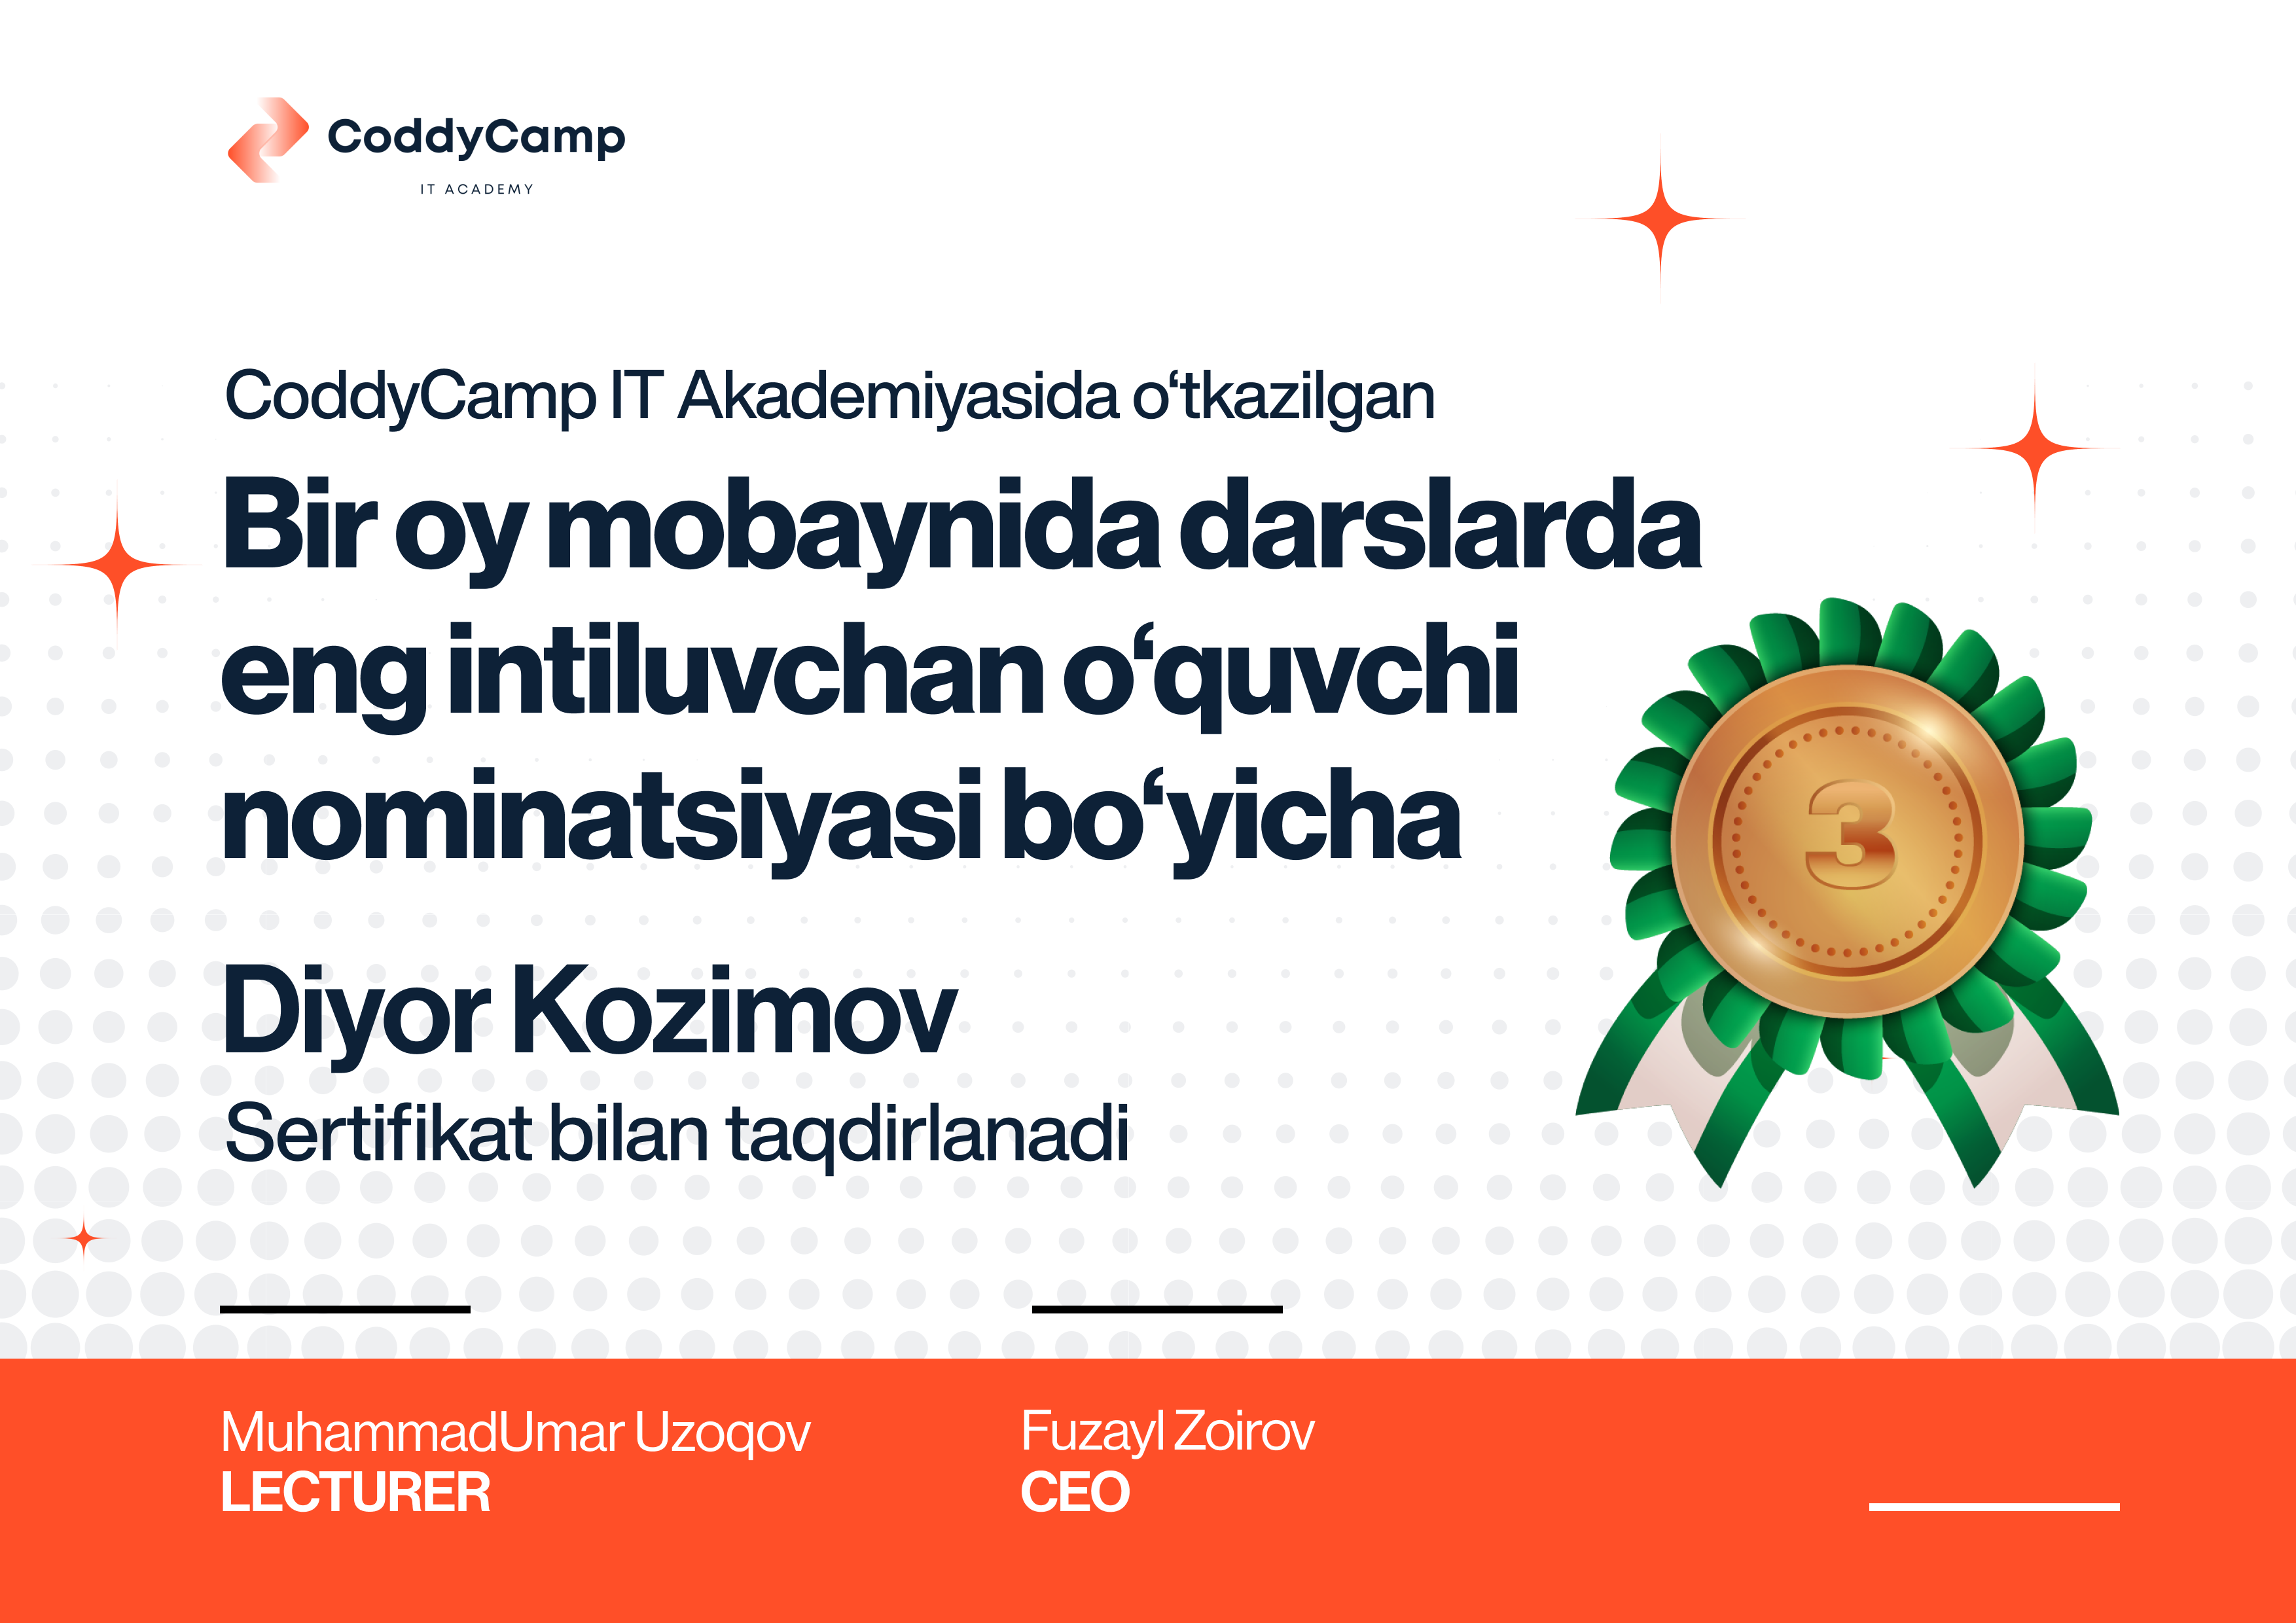 CoddyCamp
IT ACADEMY
CoddyCamp IT Akademiyasida o‘tkazilgan
Bir oy mobaynida darslarda
eng intiluvchan o‘quvchi
nominatsiyasi bo‘yicha
3
Diyor Kozimov
Sertifikat bilan taqdirlanadi
MuhammadUmar Uzoqov
LECTURER
Fuzayl Zoirov
CEO